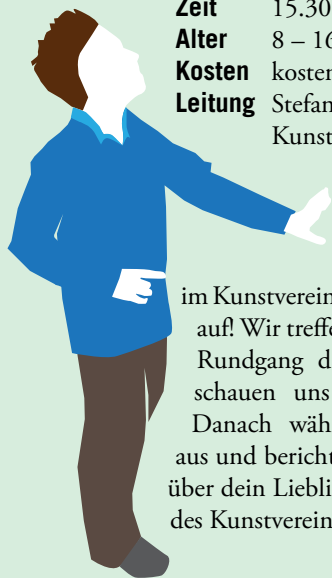 Zeit 15.30
Alter 8 – 16
Kosten
Leitung Stefan
Kunst
im Kunstverein
auf! Wir treffe
Rundgang d
schauen uns
Danach wäh
aus und bericht
über dein Liebli
des Kunstverein